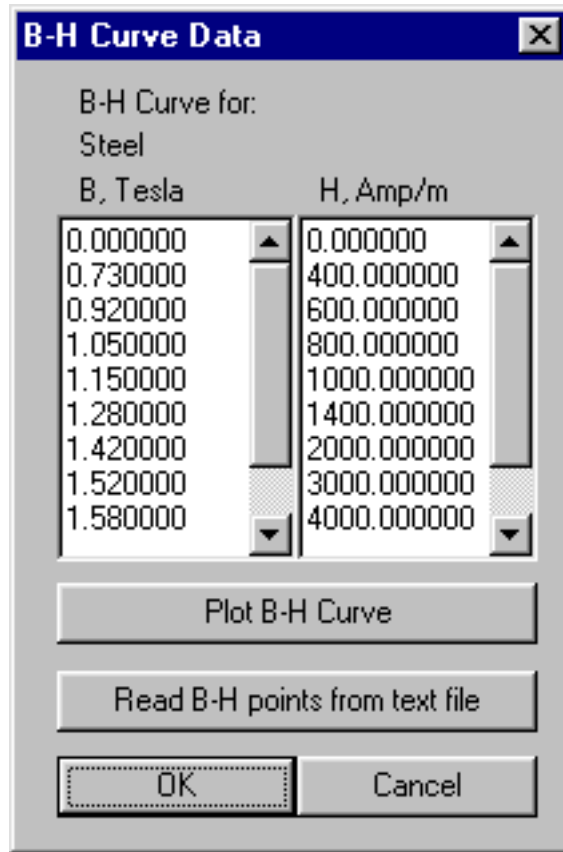 B-H Curve Data
B-H Curve for:
Steel
B, Tesla H, Amp/m
0.000000 0.000000
0.730000 400.000000
0.920000 600.000000
1.050000 800.000000
1.150000 1000.000000
1.280000 1400.000000
1.420000 2000.000000
1.520000 3000.000000
1.580000 4000.000000
Plot B-H Curve
Read B-H points from text file
OK Cancel